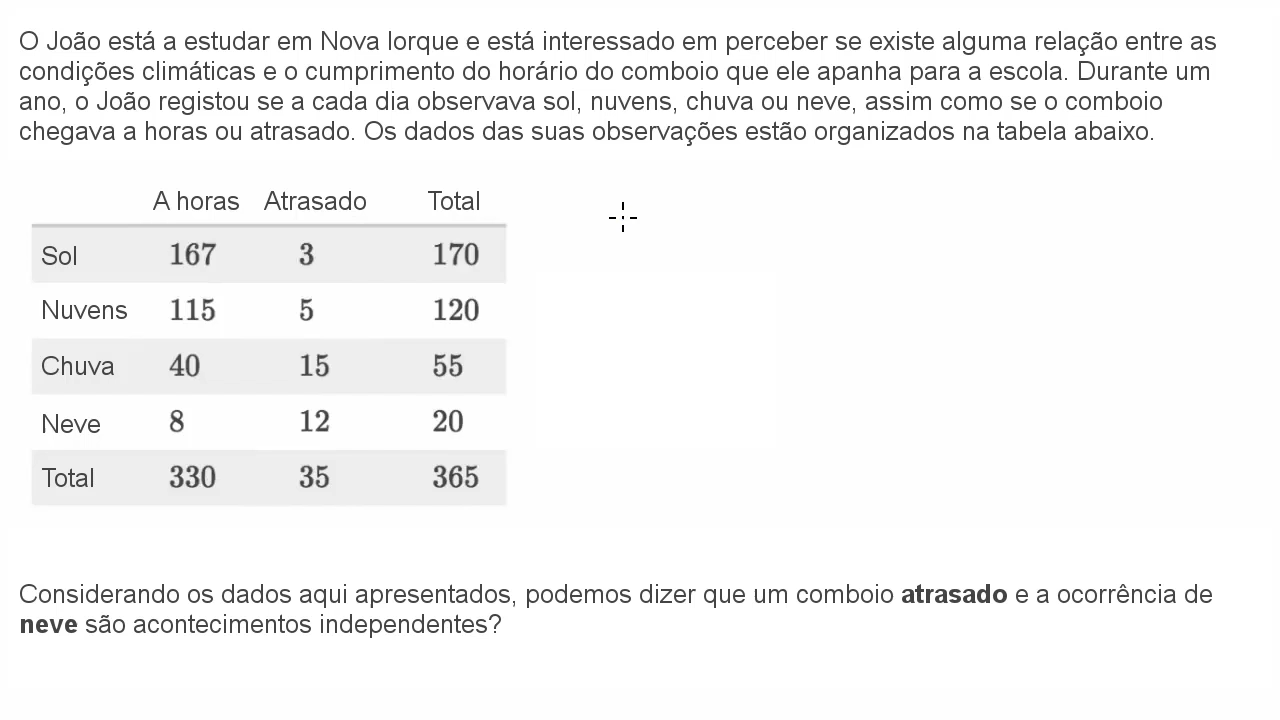 O João está a estudar em Nova Iorque e está interessado em perceber se existe alguma relação entre as
condições climáticas e o cumprimento do horário do comboio que ele apanha para a escola. Durante um
ano, o João registou se a cada dia observava sol, nuvens, chuva ou neve, assim como se o comboio
chegava a horas ou atrasado. Os dados das suas observações estão organizados na tabela abaixo.
A horas Atrasado Total
Sol 167 3 170
Nuvens 115 5 120
Chuva 40 15 55
Neve 8 12 20
Total 330 35 365
Considerando os dados aqui apresentados, podemos dizer que um comboio atrasado e a ocorrência de
neve são acontecimentos independentes?